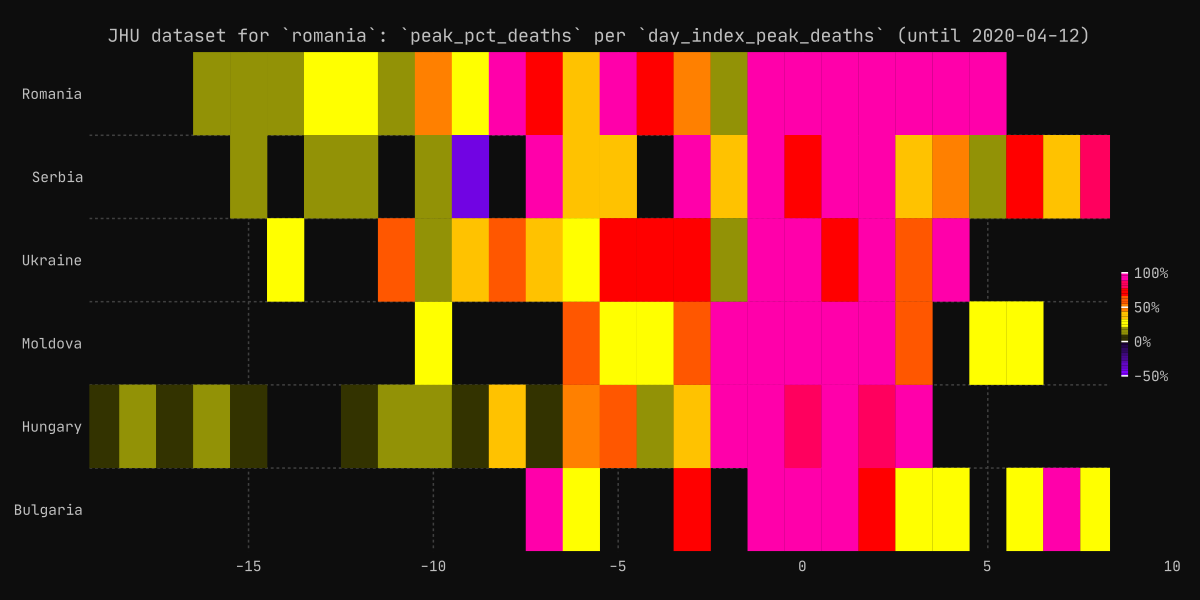 JHU dataset for `romania`: `peak_pct_deaths` per `day_index_peak_deaths` (until 2020-04-12)
Romania
Serbia
Ukraine
Moldova
Hungary
Bulgaria
100%
50%
0%
−50%
−15 −10 −5 0 5 10